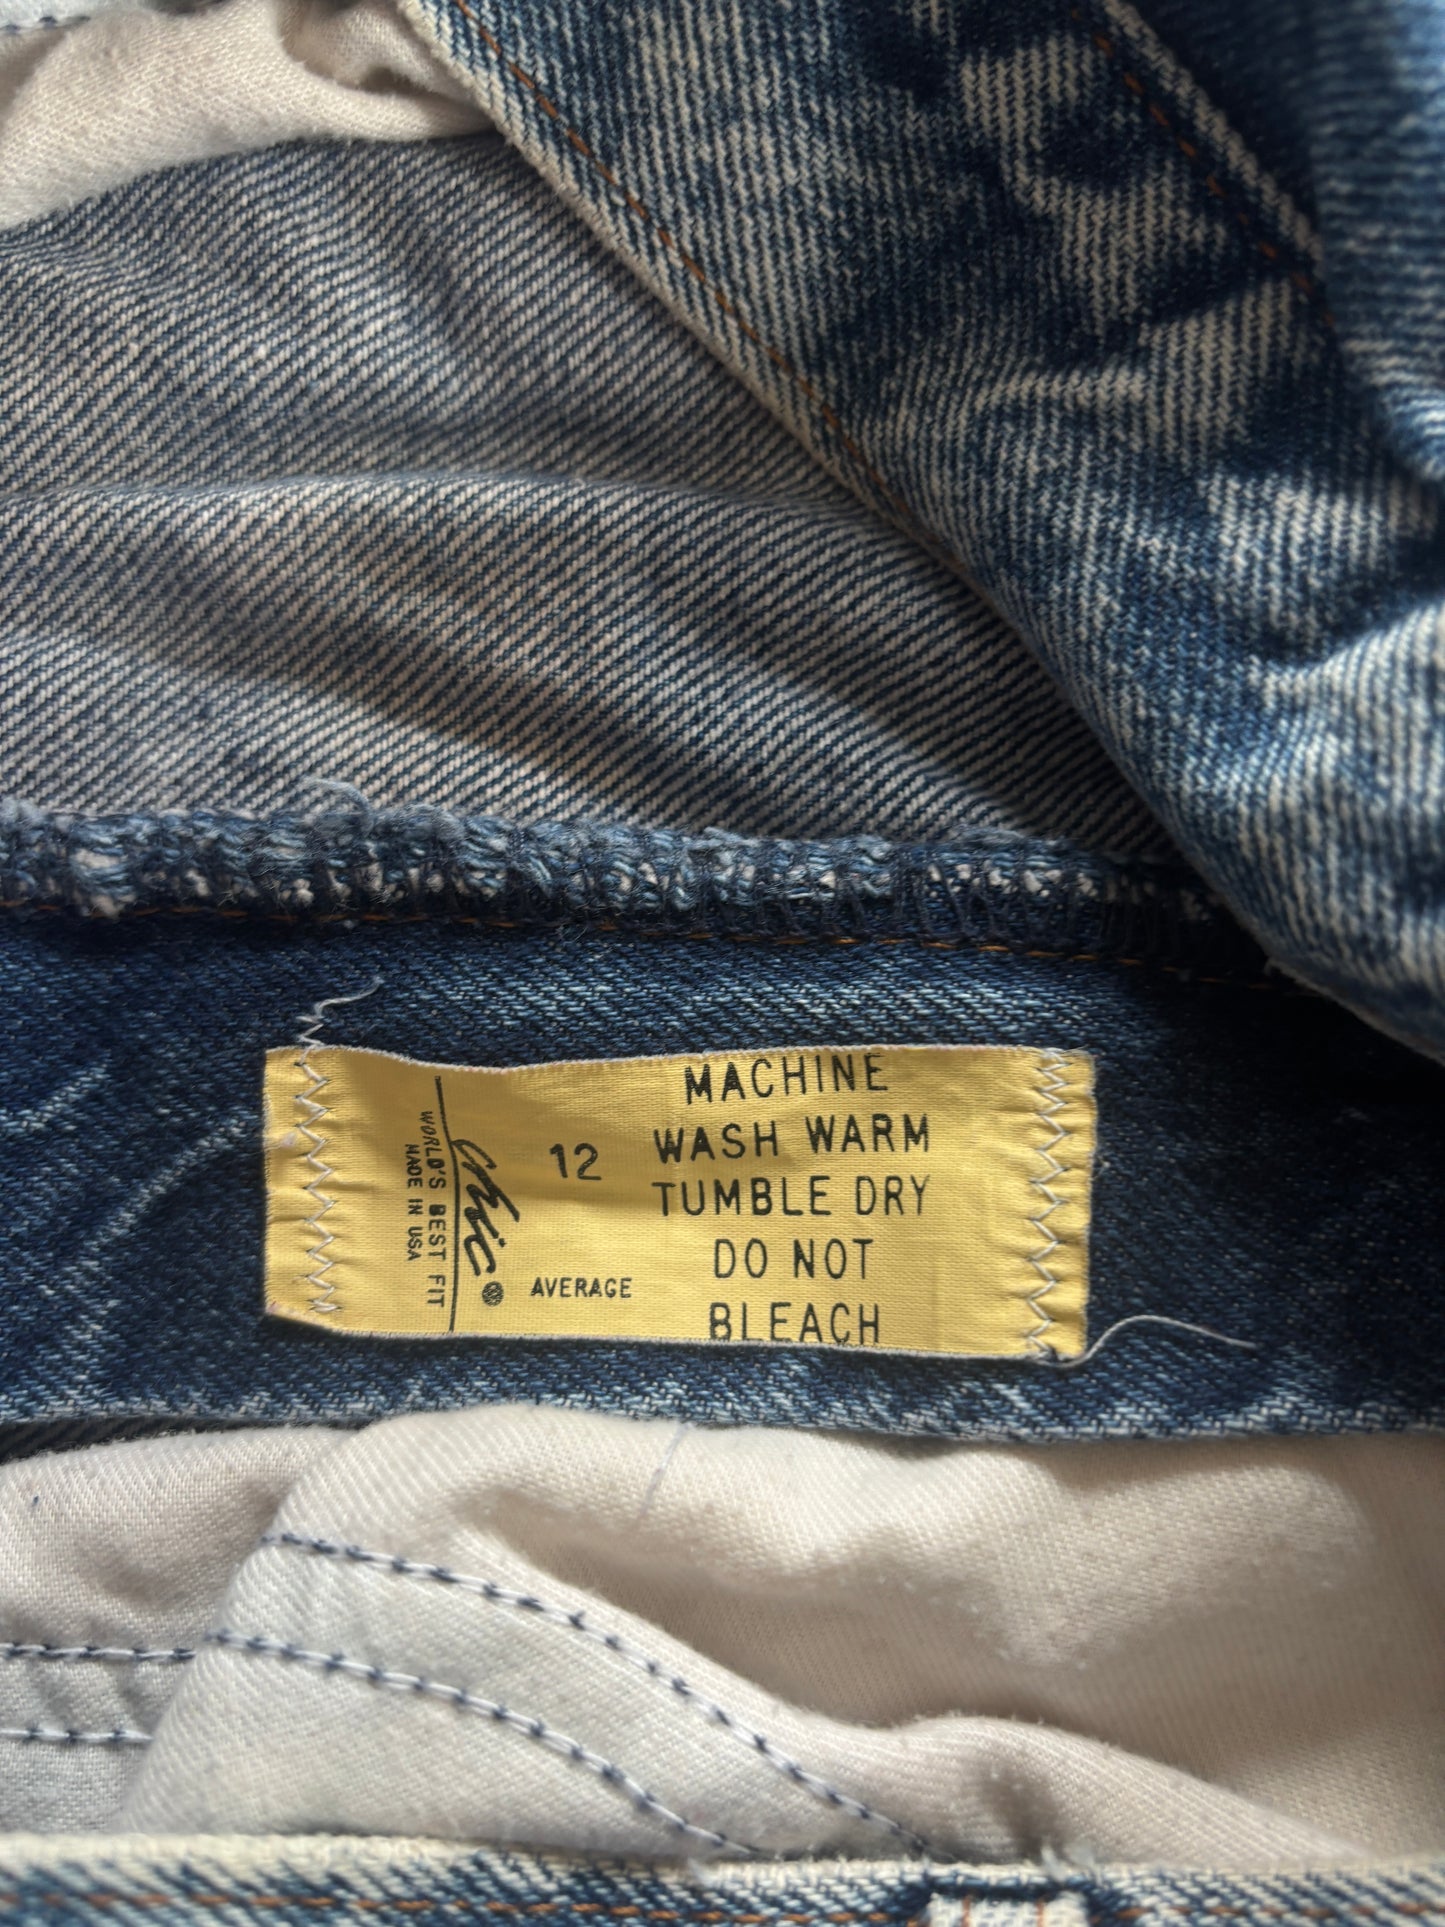 MACHINE
WASH WARM
TUMBLE DRY
DO NOT
BLEACH
12
AVERAGE
chic®
WORLD'S BEST FIT
MADE IN USA